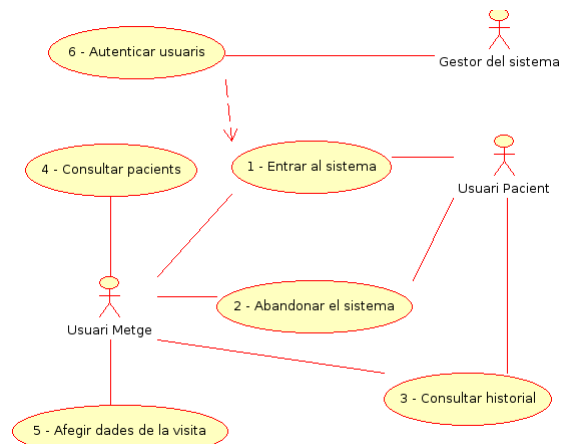 6 - Autenticar usuaris
Gestor del sistema
4 - Consultar pacients
1 - Entrar al sistema
Usuari Pacient
2 - Abandonar el sistema
Usuari Metge
3 - Consultar historial
5 - Afegir dades de la visita